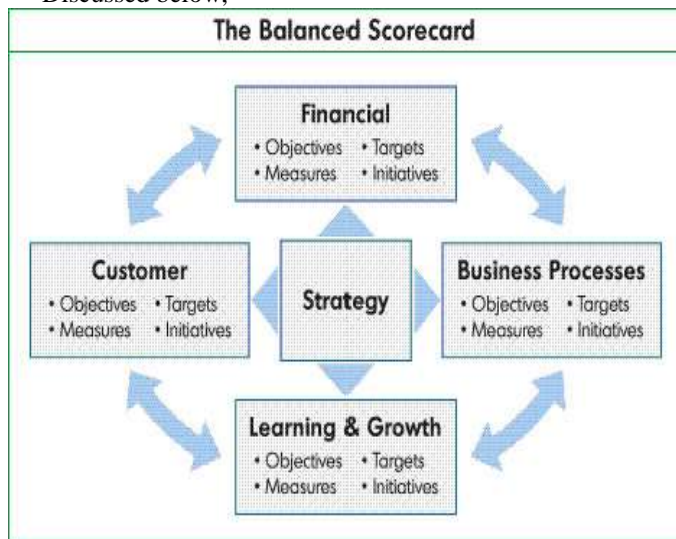 Discussed below;
The Balanced Scorecard
Financial
• Objectives • Targets
• Measures • Initiatives
Customer
• Objectives • Targets
• Measures • Initiatives
Strategy
Business Processes
• Objectives • Targets
• Measures • Initiatives
Learning & Growth
• Objectives • Targets
• Measures • Initiatives